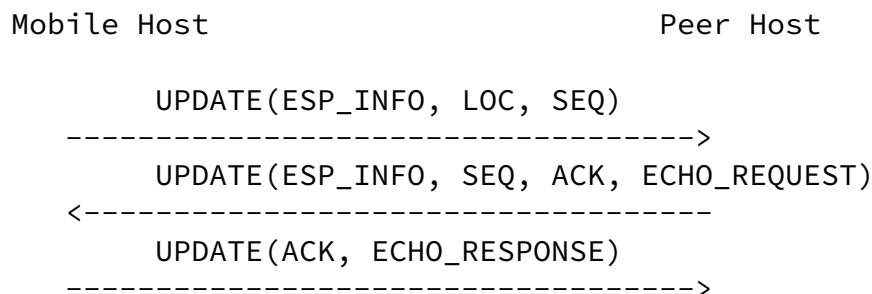 Mobile Host                         Peer Host
UPDATE(ESP_INFO, LOC, SEQ)
----------------------------------->
UPDATE(ESP_INFO, SEQ, ACK, ECHO_REQUEST)
<-----------------------------------
UPDATE(ACK, ECHO_RESPONSE)
----------------------------------->